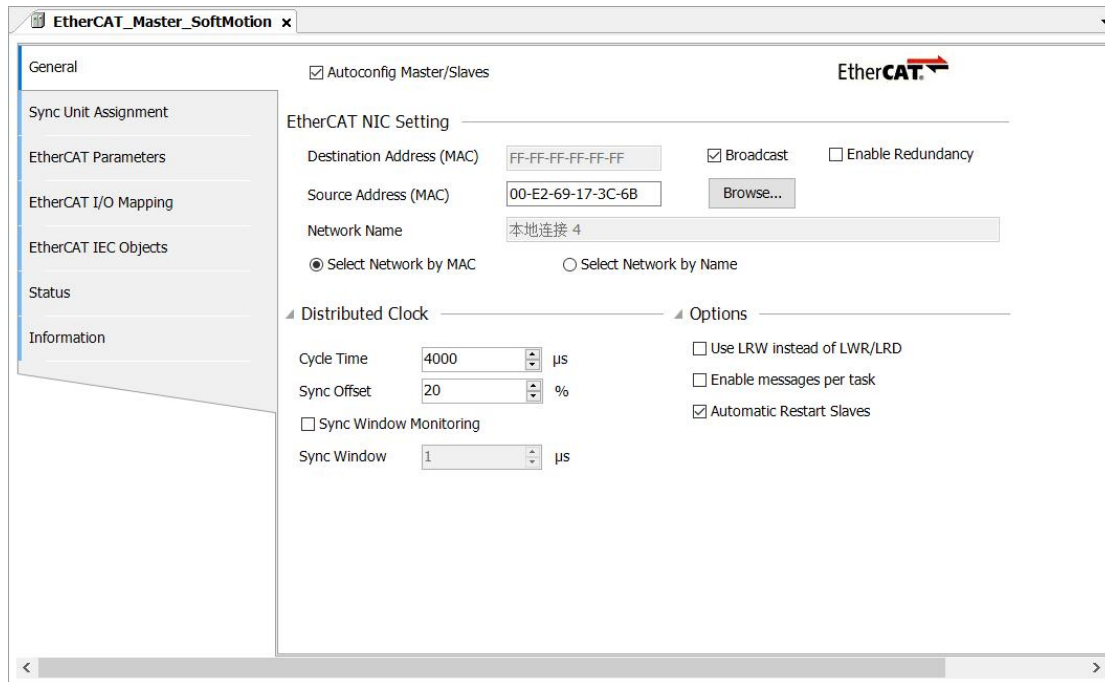 EtherCAT_Master_SoftMotion x
General
Sync Unit Assignment
EtherCAT Parameters
EtherCAT I/O Mapping
EtherCAT IEC Objects
Status
Information
Autoconfig Master/Slaves
EtherCAT.
EtherCAT NIC Setting
Destination Address (MAC) FF-FF-FF-FF-FF-FF Broadcast Enable Redundancy
Source Address (MAC) 00-E2-69-17-3C-6B Browse...
Network Name 本地连接 4
Select Network by MAC Select Network by Name
Distributed Clock
Cycle Time 4000 µs
Sync Offset 20 %
Sync Window Monitoring
Sync Window 1 µs
Options
Use LRW instead of LWR/LRD
Enable messages per task
Automatic Restart Slaves